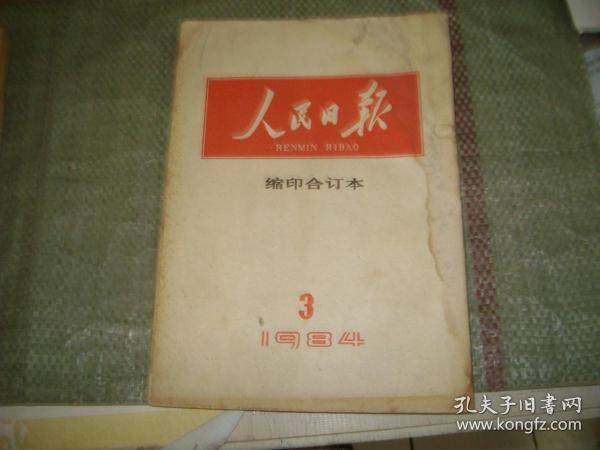 人民日报
RENMIN RIBAO
缩印合订本
3
1984
孔夫子旧书网
www.kongfz.com